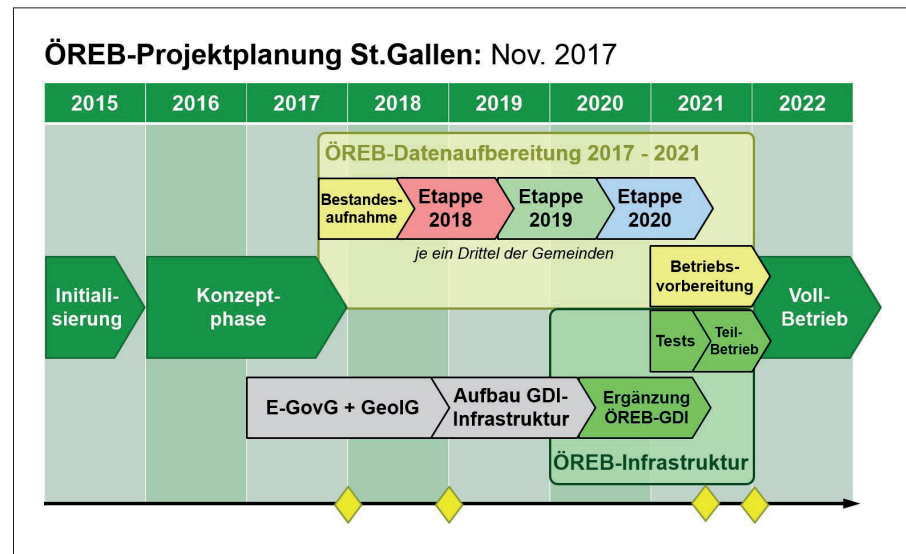 ÖREB-Projektplanung St.Gallen: Nov. 2017
2015 2016 2017 2018 2019 2020 2021 2022
ÖREB-Datenaufbereitung 2017 - 2021
Bestandes-
aufnahme
Etappe
2018
Etappe
2019
Etappe
2020
je ein Drittel der Gemeinden
Initiali-
sierung
Konzept-
phase
Betriebs-
vorbereitung
Voll-
Betrieb
Tests
Teil-
Betrieb
E-GovG + GeoIG
Aufbau GDI-
Infrastruktur
Ergänzung
ÖREB-GDI
ÖREB-Infrastruktur